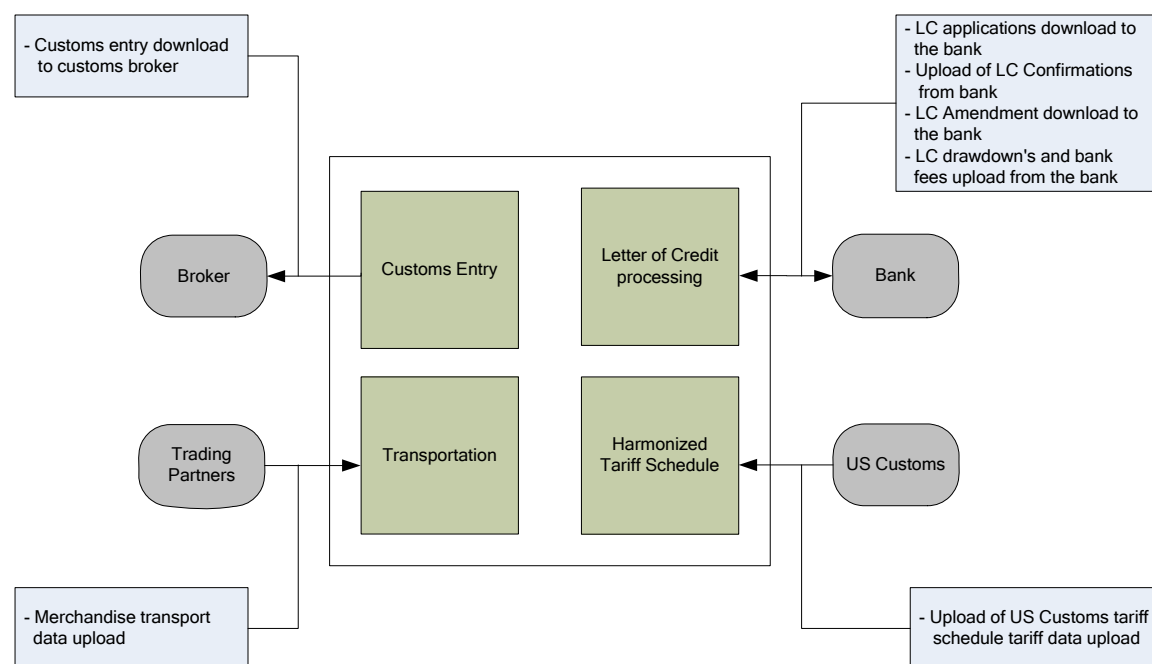 - Customs entry download
to customs broker
- LC applications download to
the bank
- Upload of LC Confirmations
from bank
- LC Amendment download to
the bank
- LC drawdown's and bank
fees upload from the bank
Broker
Customs Entry
Letter of Credit
processing
Bank
Trading
Partners
Transportation
Harmonized
Tariff Schedule
US Customs
- Merchandise transport
data upload
- Upload of US Customs tariff
schedule tariff data upload